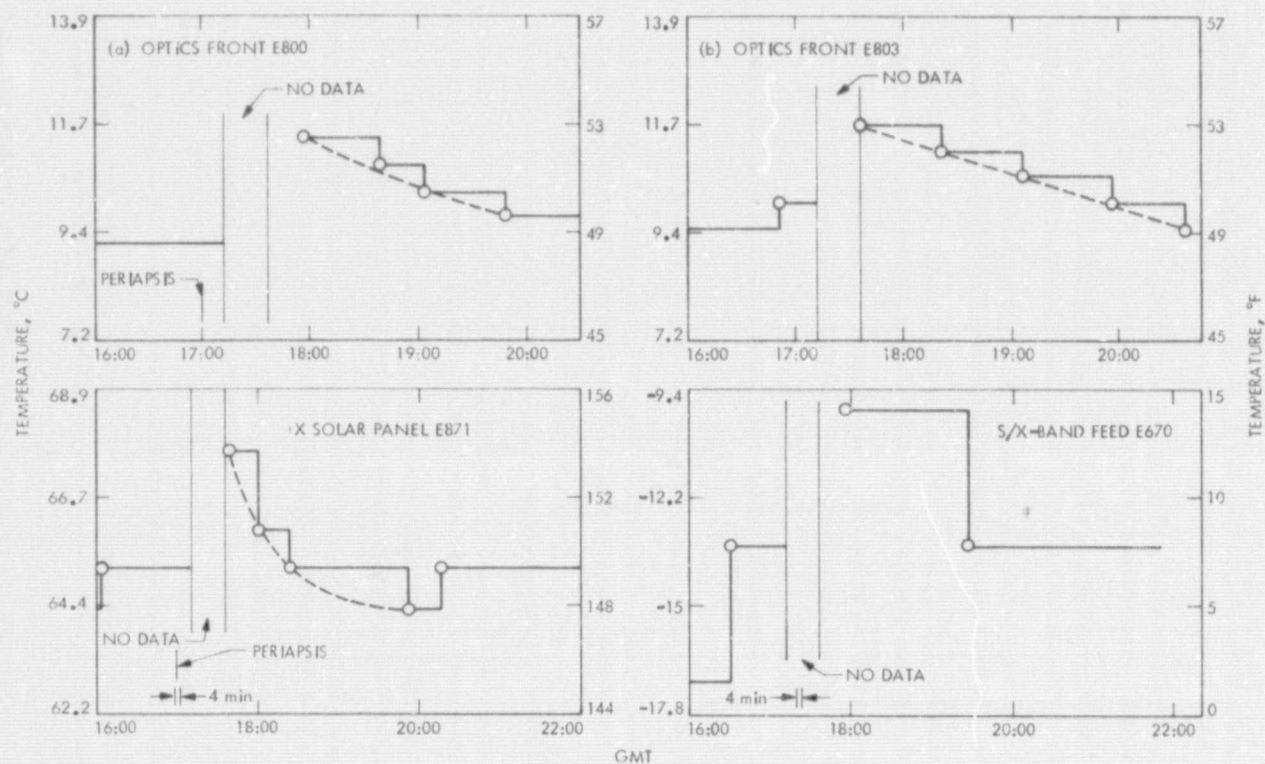 (a) OPTICS FRONT E800
13.9
11.7
9.4
7.2
57
53
49
45
NO DATA
PERIAPSIS
16:00 17:00 18:00 19:00 20:00
(b) OPTICS FRONT E803
13.9
11.7
9.4
7.2
57
53
49
45
NO DATA
16:00 17:00 18:00 19:00 20:00
TEMPERATURE, °C
TEMPERATURE, °F
X SOLAR PANEL E871
68.9
66.7
64.4
62.2
156
152
148
144
NO DATA
PERIAPSIS
4 min
16:00 18:00 20:00 22:00
S/X-BAND FEED E670
-9.4
-12.2
-15
-17.8
15
10
5
0
NO DATA
4 min
16:00 18:00 20:00 22:00
GMT